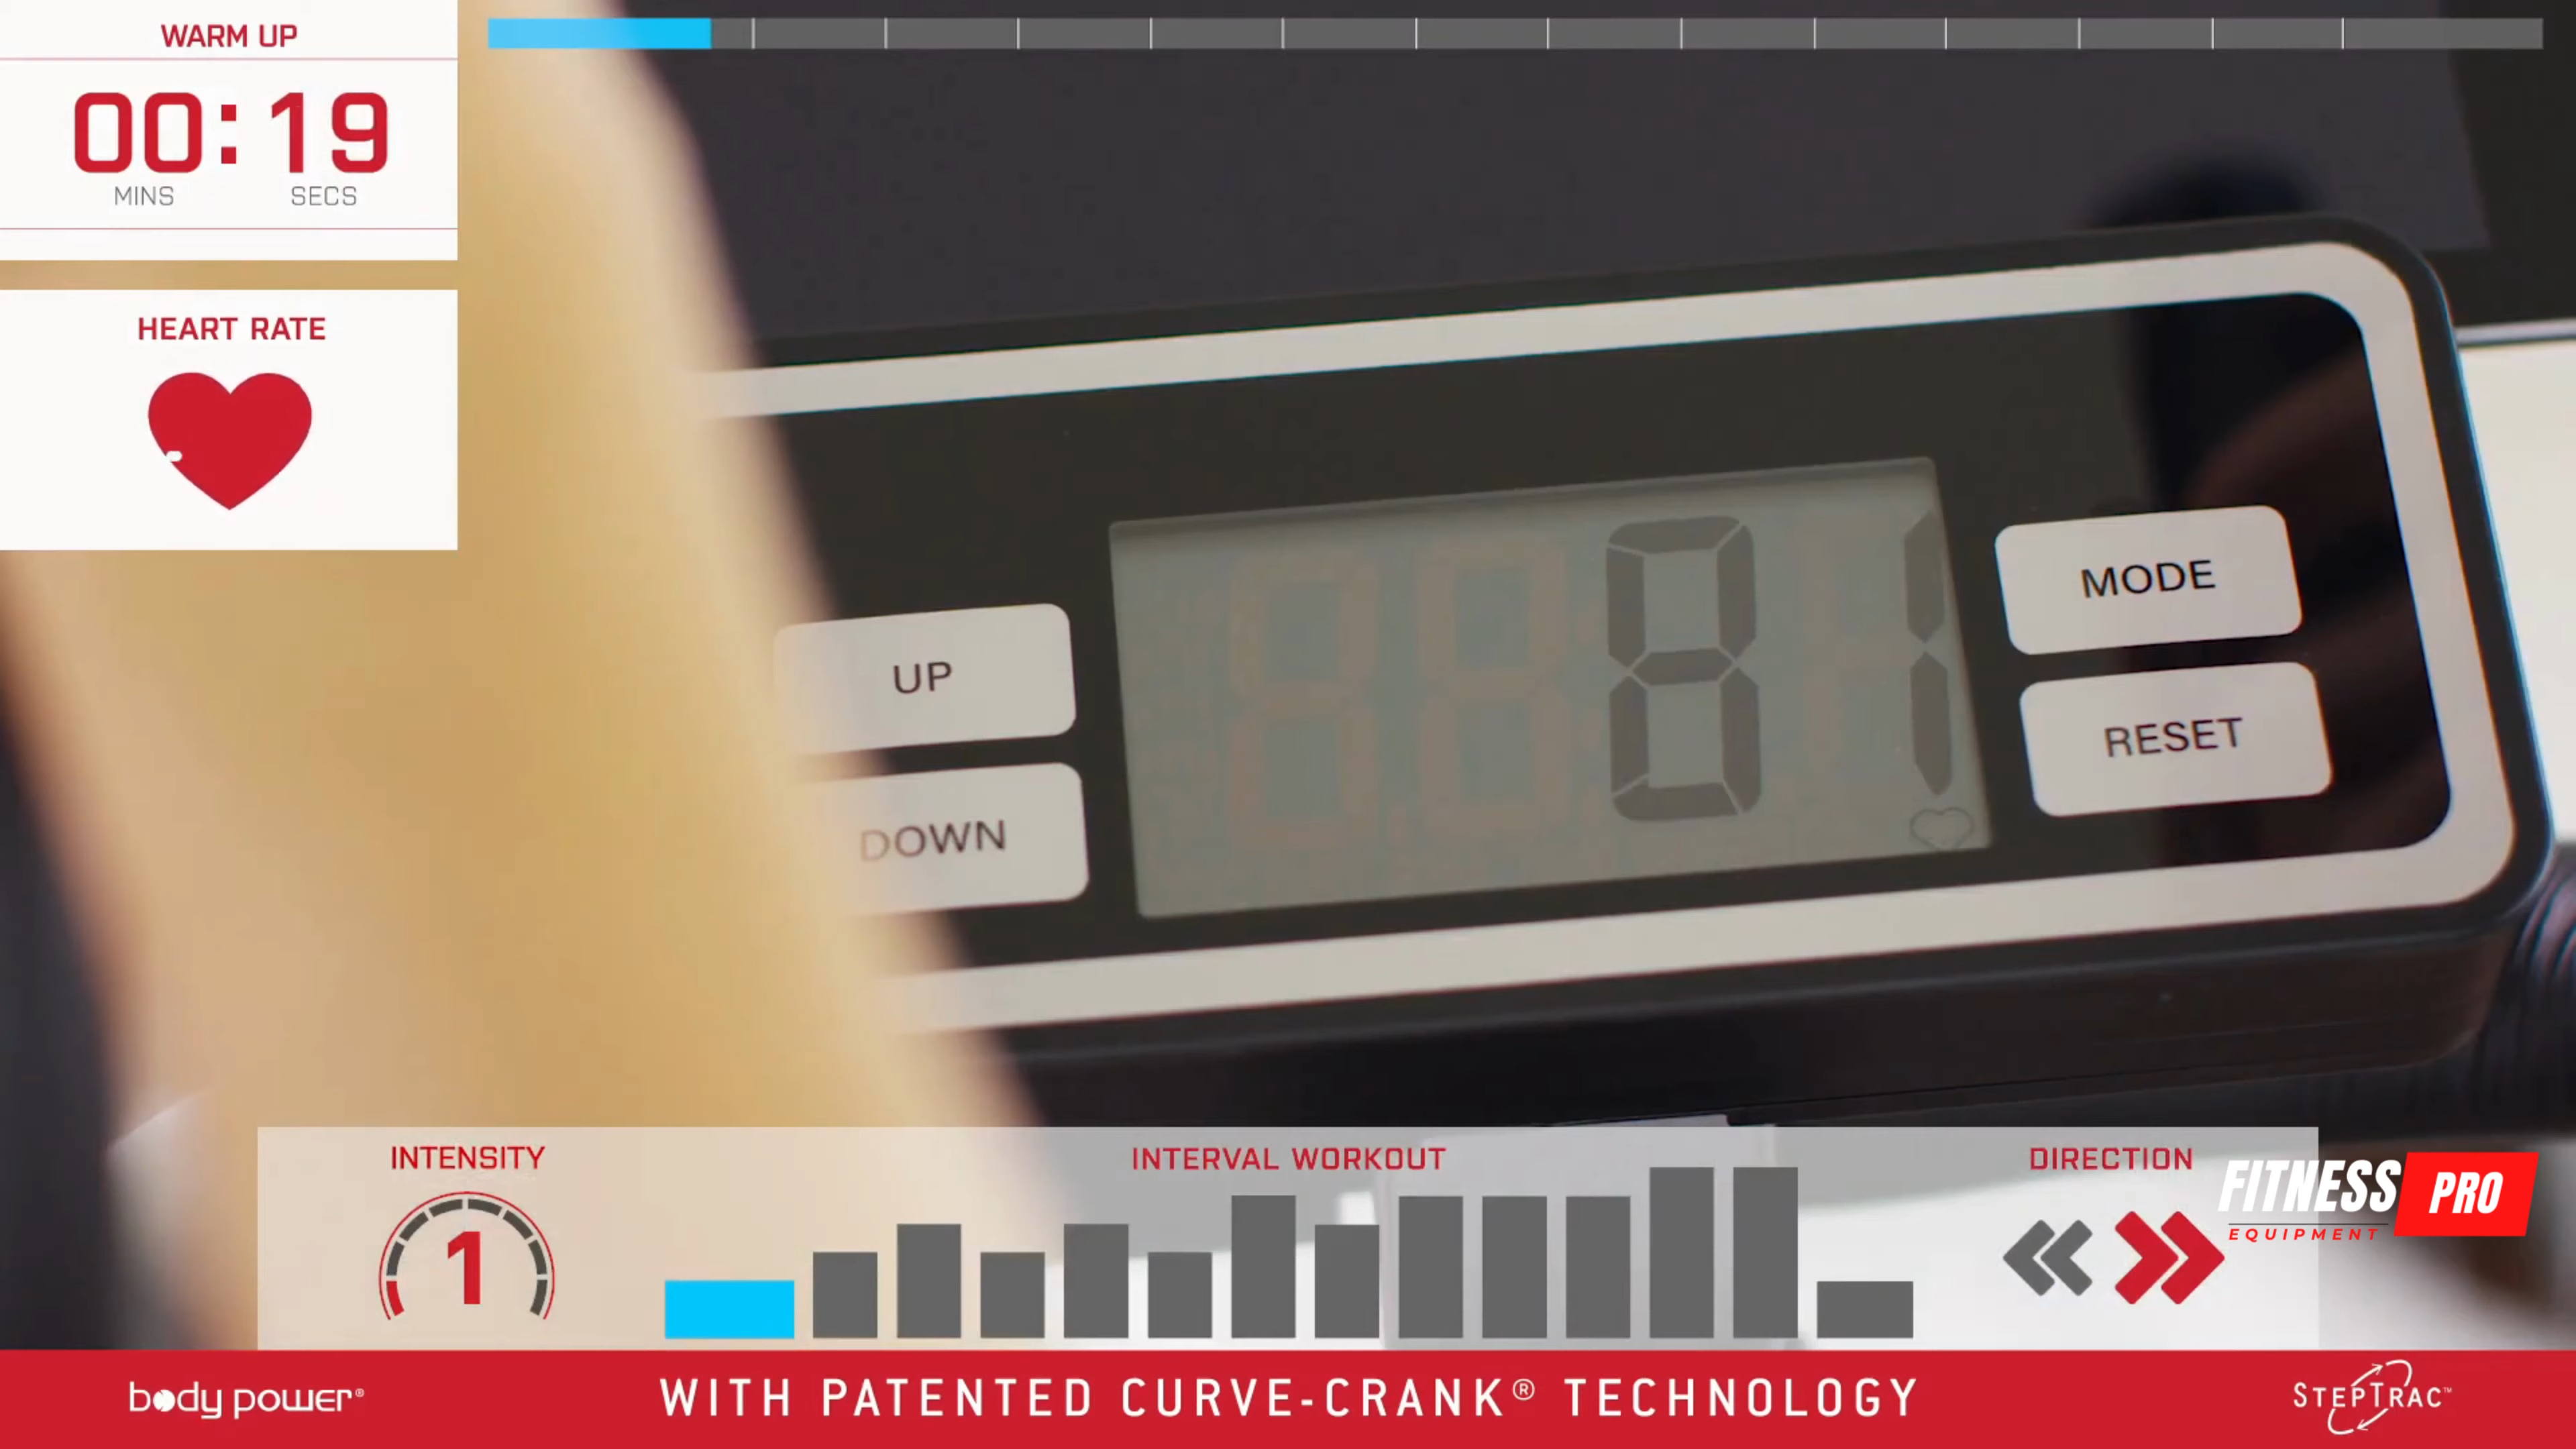 WARM UP
00:19
MINS SECS
HEART RATE
UP
DOWN
81
MODE
RESET
INTENSITY
1
INTERVAL WORKOUT
DIRECTION
FITNESS PRO
EQUIPMENT
body power®
WITH PATENTED CURVE-CRANK® TECHNOLOGY
STEPTRAC™